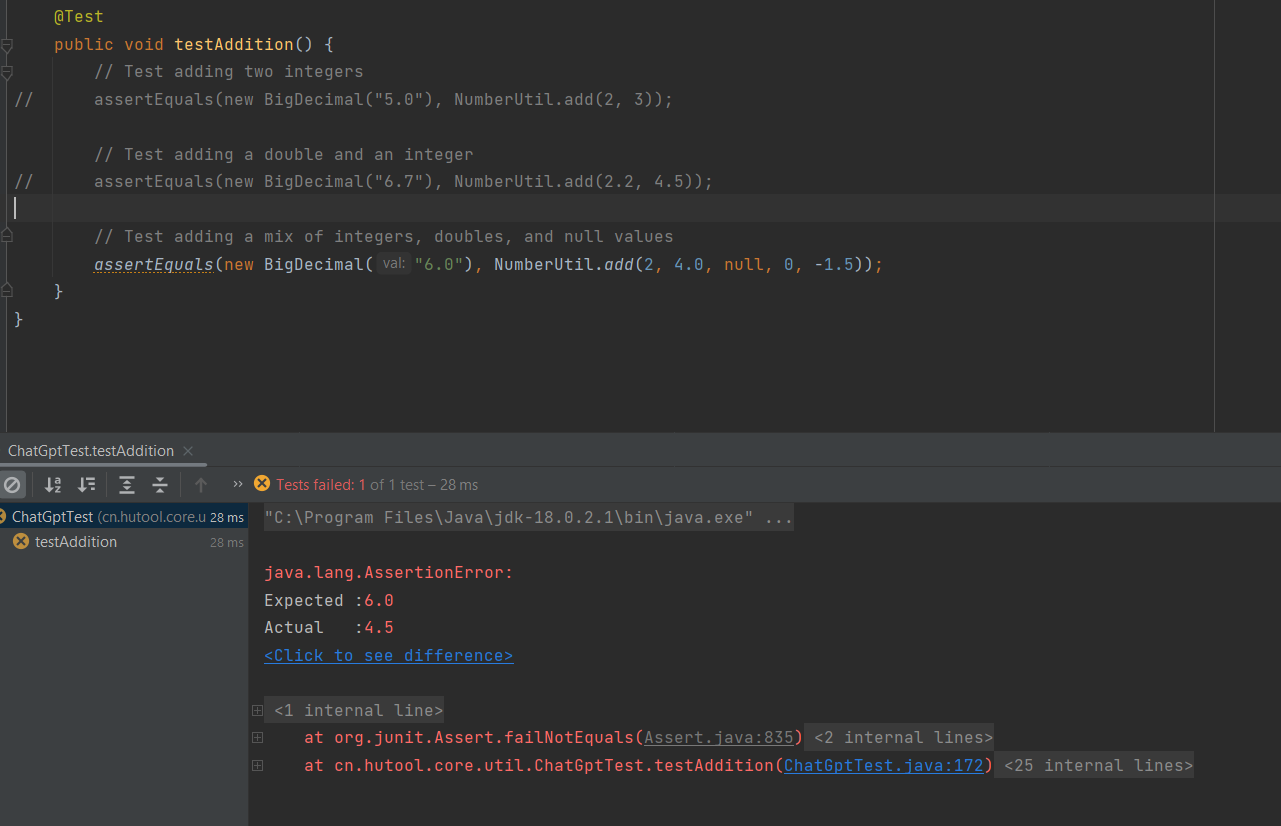 @Test
public void testAddition() {
// Test adding two integers
// assertEquals(new BigDecimal("5.0"), NumberUtil.add(2, 3));
// Test adding a double and an integer
// assertEquals(new BigDecimal("6.7"), NumberUtil.add(2.2, 4.5));
// Test adding a mix of integers, doubles, and null values
assertEquals(new BigDecimal( val: "6.0"), NumberUtil.add(2, 4.0, null, 0, -1.5));
}
}
ChatGptTest.testAddition ×
» Tests failed: 1 of 1 test – 28 ms
ChatGptTest (cn.hutool.core.u 28 ms
testAddition 28 ms
"C:\Program Files\Java\jdk-18.0.2.1\bin\java.exe" ...
java.lang.AssertionError:
Expected :6.0
Actual :4.5
<Click to see difference>
<1 internal line>
at org.junit.Assert.failNotEquals(Assert.java:835) <2 internal lines>
at cn.hutool.core.util.ChatGptTest.testAddition(ChatGptTest.java:172) <25 internal lines>